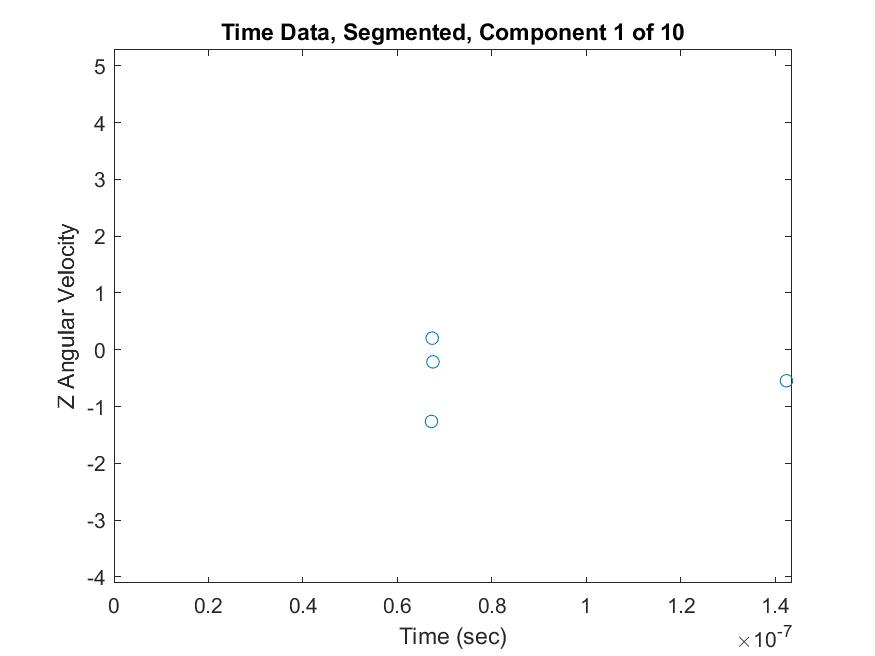 Time Data, Segmented, Component 1 of 10
5
4
3
2
1
0
-1
-2
-3
-4
Z Angular Velocity
0 0.2 0.4 0.6 0.8 1 1.2 1.4
Time (sec)
×10⁻⁷